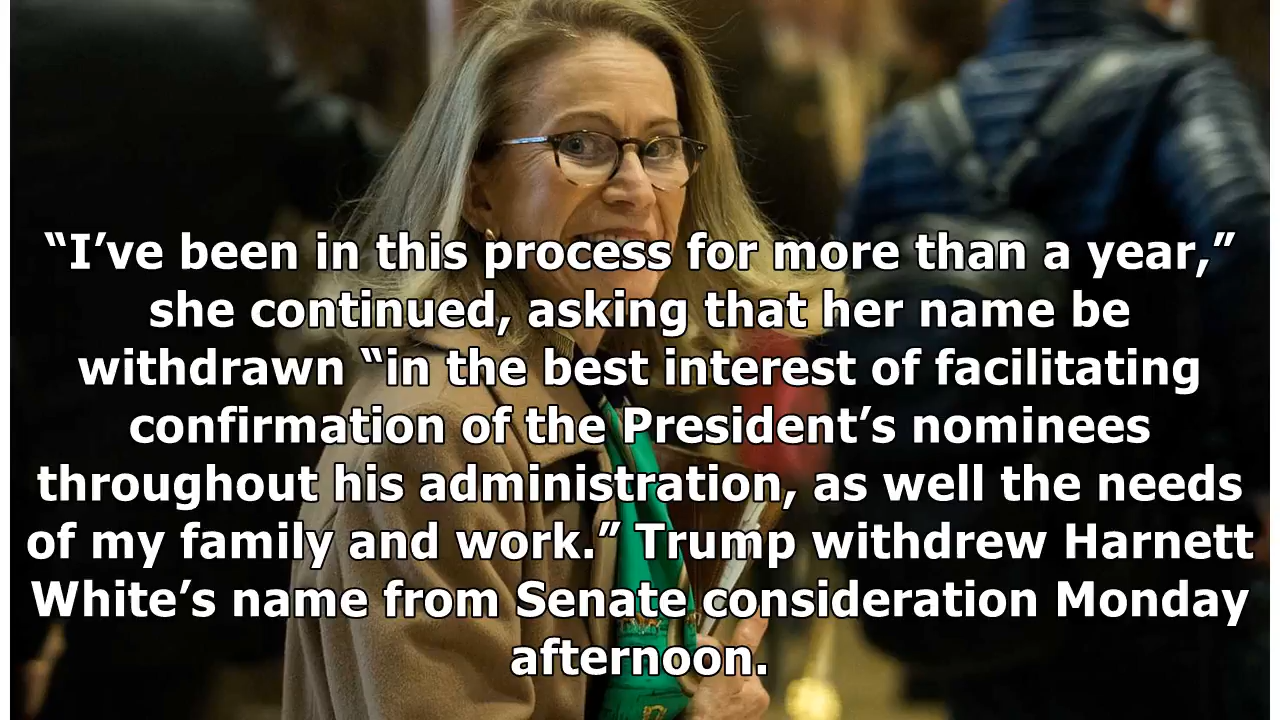 “I’ve been in this process for more than a year,”
she continued, asking that her name be
withdrawn “in the best interest of facilitating
confirmation of the President’s nominees
throughout his administration, as well the needs
of my family and work.” Trump withdrew Harnett
White’s name from Senate consideration Monday
afternoon.